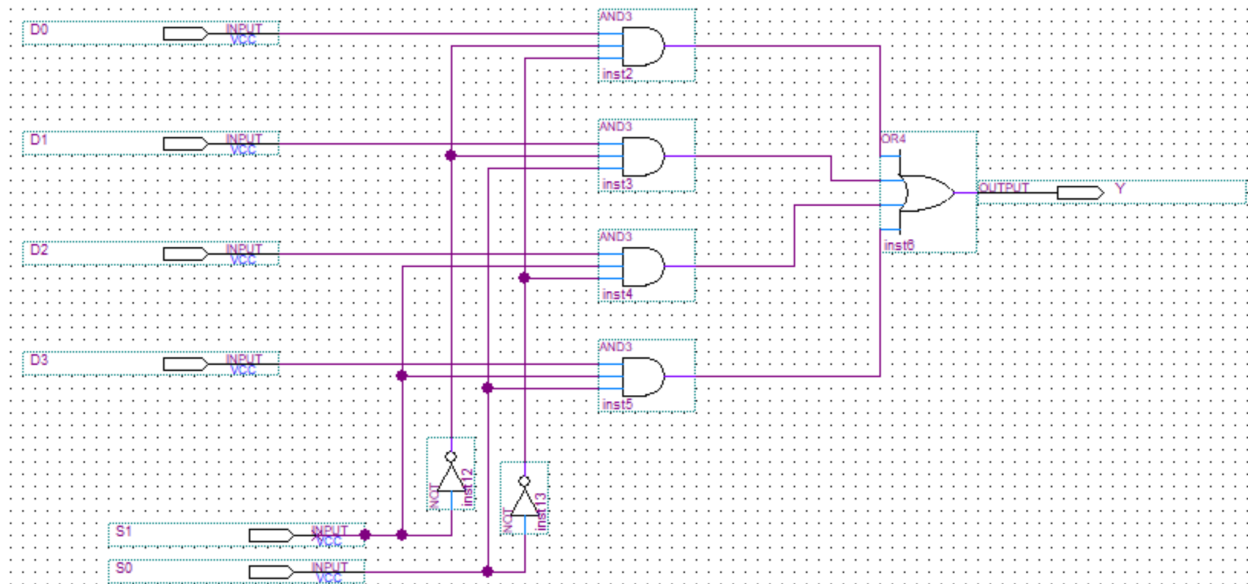 AND3
D0 INPUT
VCC
inst2
AND3
D1 INPUT
VCC
OR4
inst3
OUTPUT Y
AND3
D2 INPUT
VCC
inst6
inst4
AND3
D3 INPUT
VCC
inst5
NOT inst12
NOT inst13
S1 INPUT
VCC
S0 INPUT
VCC